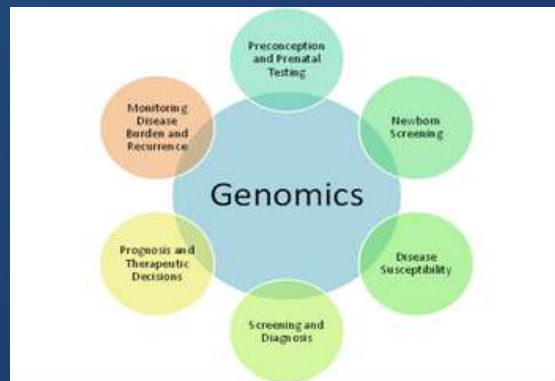 Preconception
and Prenatal
Testing
Newborn
Screening
Disease
Susceptibility
Screening and
Diagnosis
Prognosis and
Therapeutic
Decisions
Monitoring
Disease
Burden and
Recurrence
Genomics